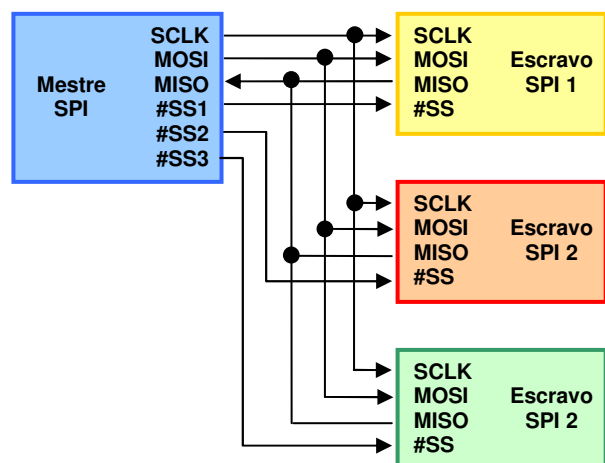 SCLK
MOSI
MISO
#SS1
#SS2
#SS3
Mestre
SPI
SCLK
MOSI
MISO
#SS
Escravo
SPI 1
SCLK
MOSI
MISO
#SS
Escravo
SPI 2
SCLK
MOSI
MISO
#SS
Escravo
SPI 2